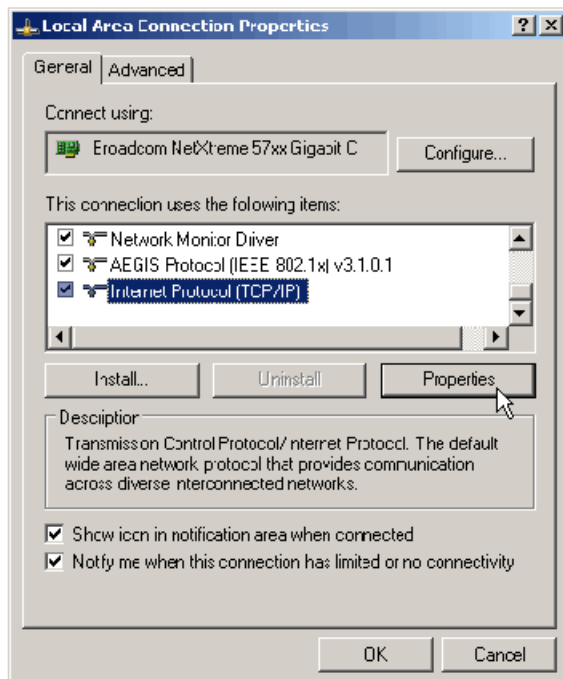 Local Area Connection Properties
General
Advanced
Connect using:
Broadcom NetXtreme 57xx Gigabit C
Configure...
This connection uses the following items:
Network Monitor Driver
AEGIS Protocol (IEEE 802.1x) v3.1.0.1
Internet Protocol (TCP/IP)
Install...
Uninstall
Properties
Description
Transmission Control Protocol/Internet Protocol. The default
wide area network protocol that provides communication
across diverse interconnected networks.
Show icon in notification area when connected
Notify me when this connection has limited or no connectivity
OK
Cancel